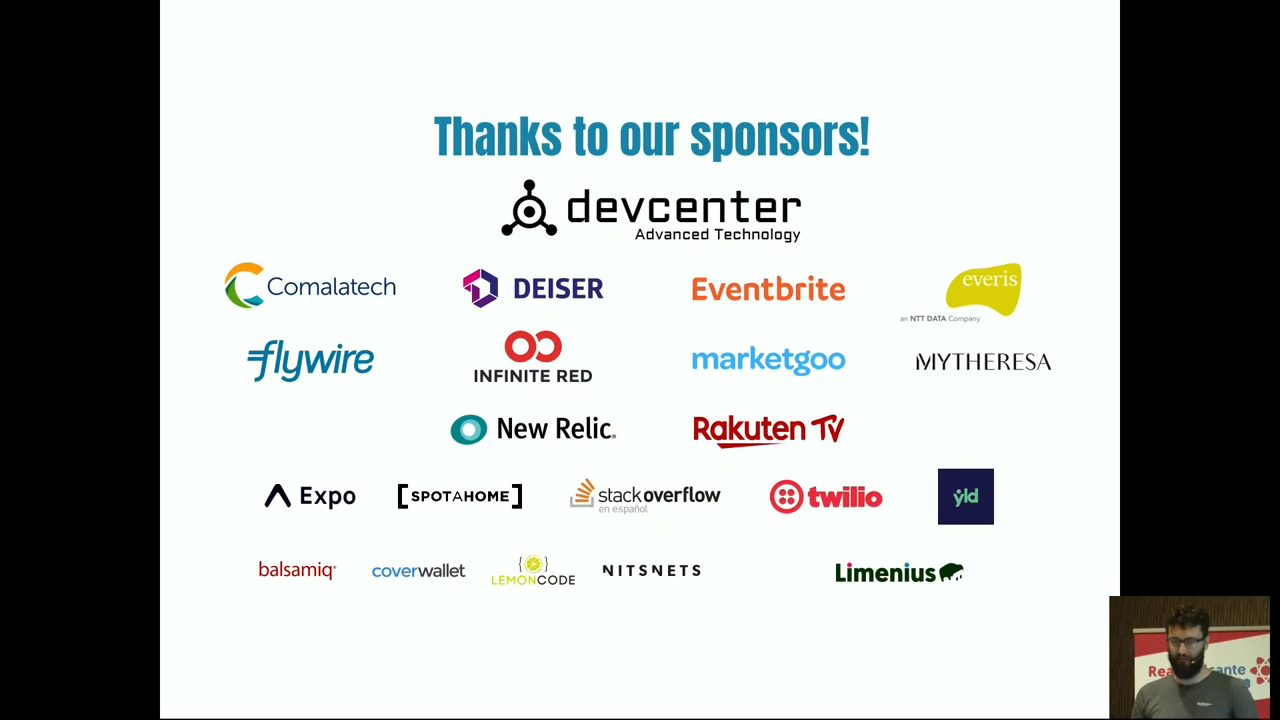 Thanks to our sponsors!
devcenter
Advanced Technology
Comalatech
DEISER
Eventbrite
everis
an NTT DATA Company
flywire
INFINITE RED
marketgoo
MYTHERESA
New Relic®
Rakuten TV
Expo
[SPOTAHOME]
stackoverflow
en español
twilio
yld
balsamiq®
coverwallet
{ }
LEMONCODE
NITSNETS
Limenius